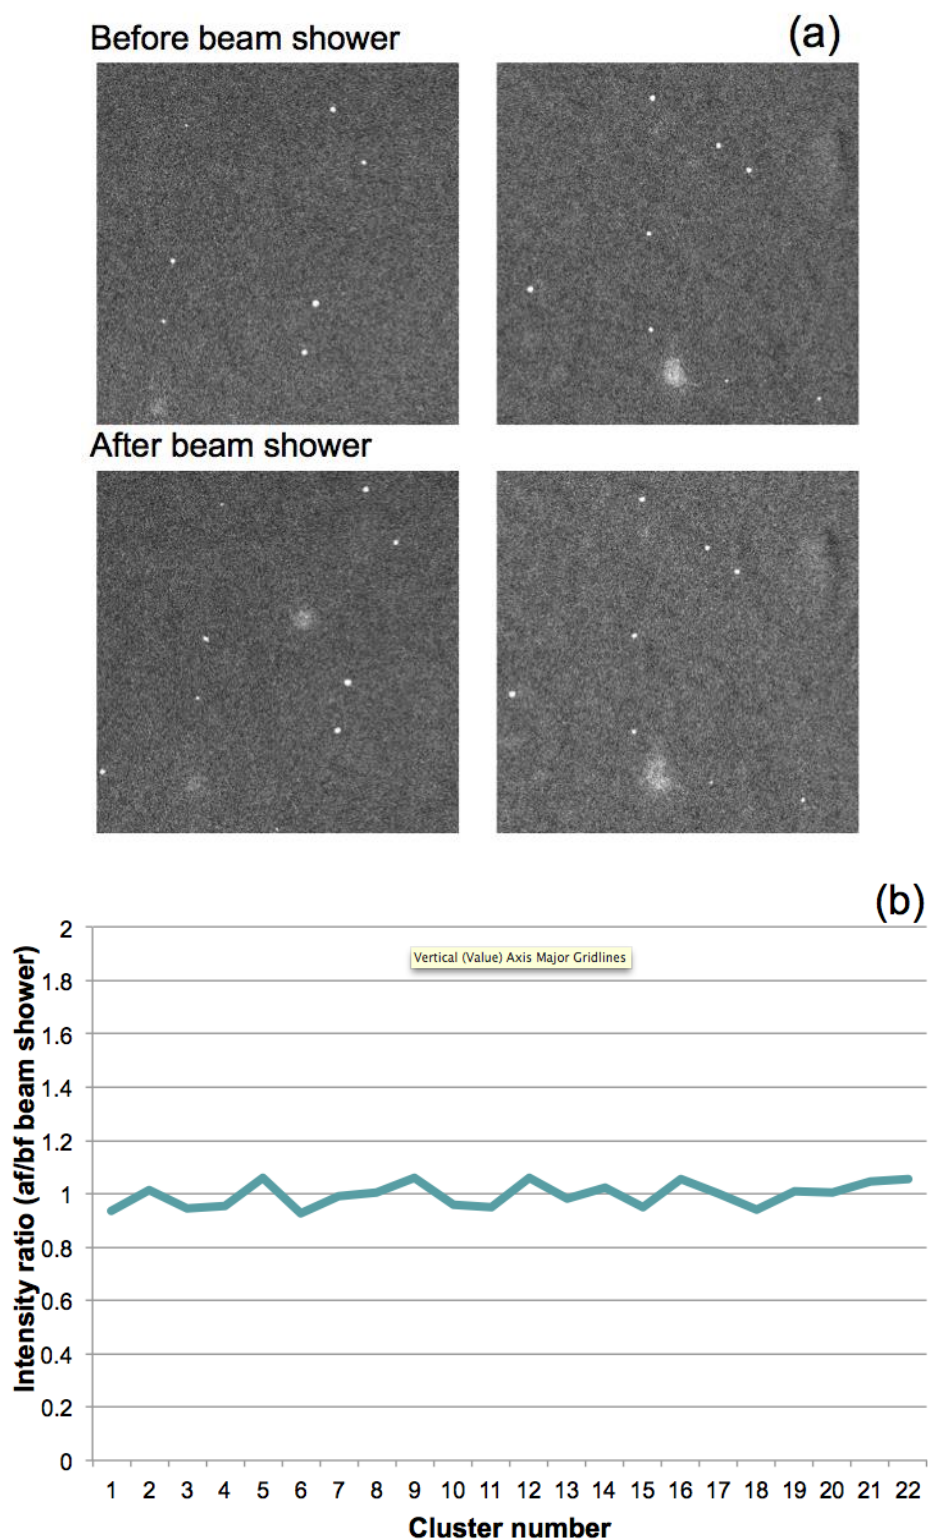 Before beam shower
(a)
After beam shower
(b)
Intensity ratio (af/bf beam shower)
2
Vertical (Value) Axis Major Gridlines
1.8
1.6
1.4
1.2
1
0.8
0.6
0.4
0.2
0
1 2 3 4 5 6 7 8 9 10 11 12 13 14 15 16 17 18 19 20 21 22
Cluster number